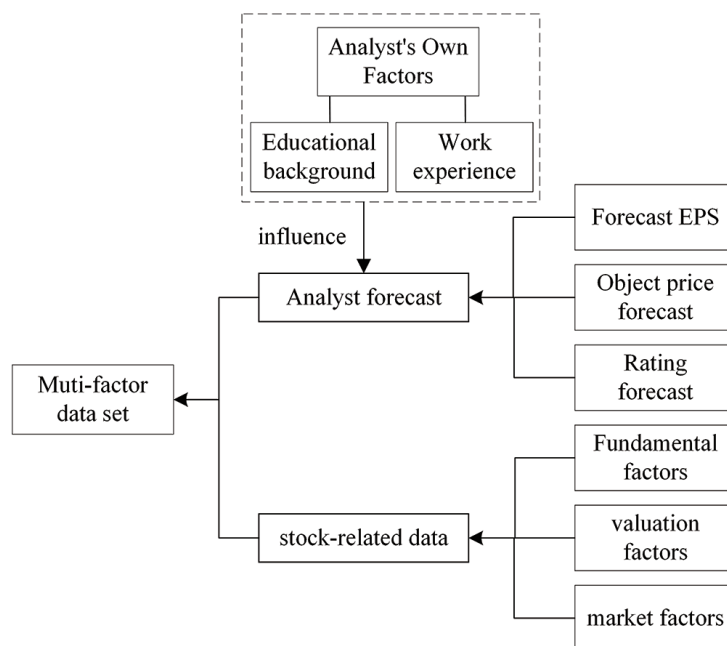 Analyst's Own
Factors
Educational
background
Work
experience
influence
Forecast EPS
Analyst forecast
Object price
forecast
Rating
forecast
Muti-factor
data set
Fundamental
factors
stock-related data
valuation
factors
market factors